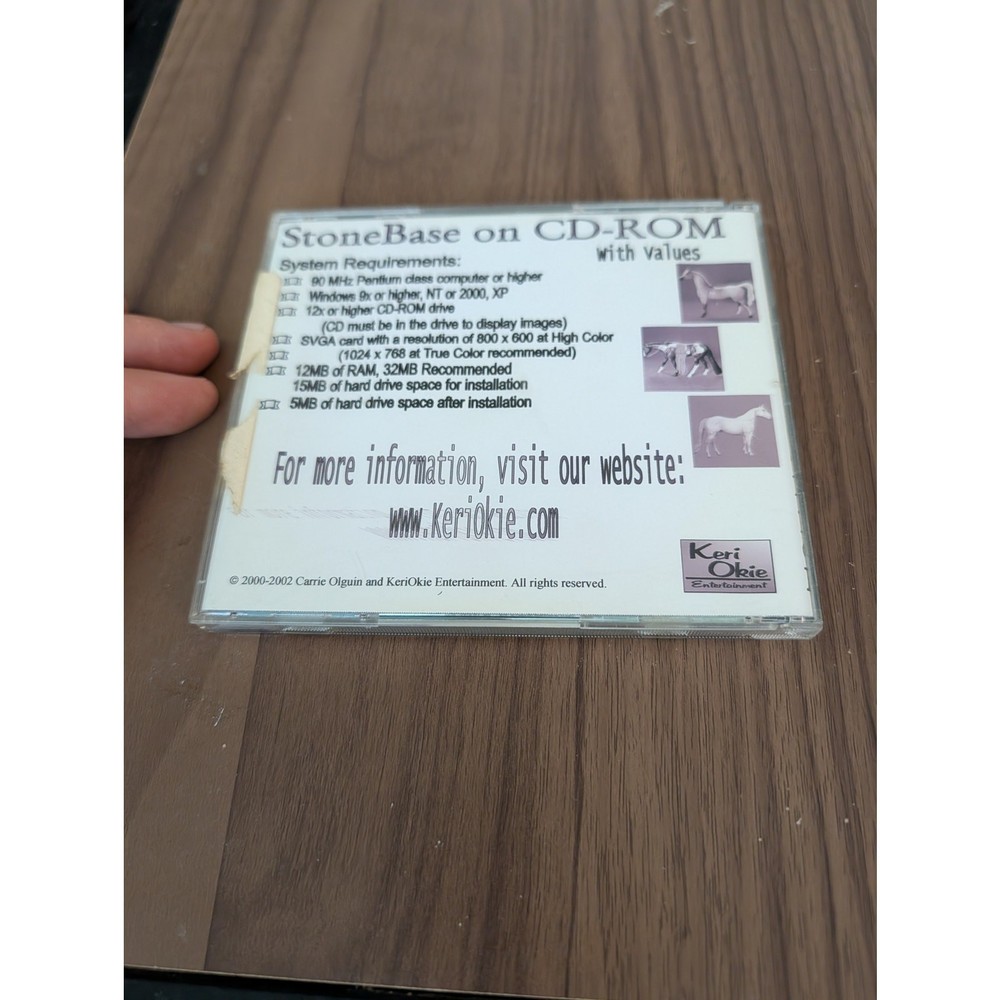 StoneBase on CD-ROM
With Values
System Requirements:
90 MHz Pentium class computer or higher
Windows 9x or higher, NT or 2000, XP
12x or higher CD-ROM drive
(CD must be in the drive to display images)
SVGA card with a resolution of 800 x 600 at High Color
(1024 x 768 at True Color recommended)
12MB of RAM, 32MB Recommended
15MB of hard drive space for installation
5MB of hard drive space after installation
For more information, visit our website:
www.KeriOkie.com
Keri
Okie
Entertainment
© 2000-2002 Carrie Olguin and KeriOkie Entertainment. All rights reserved.